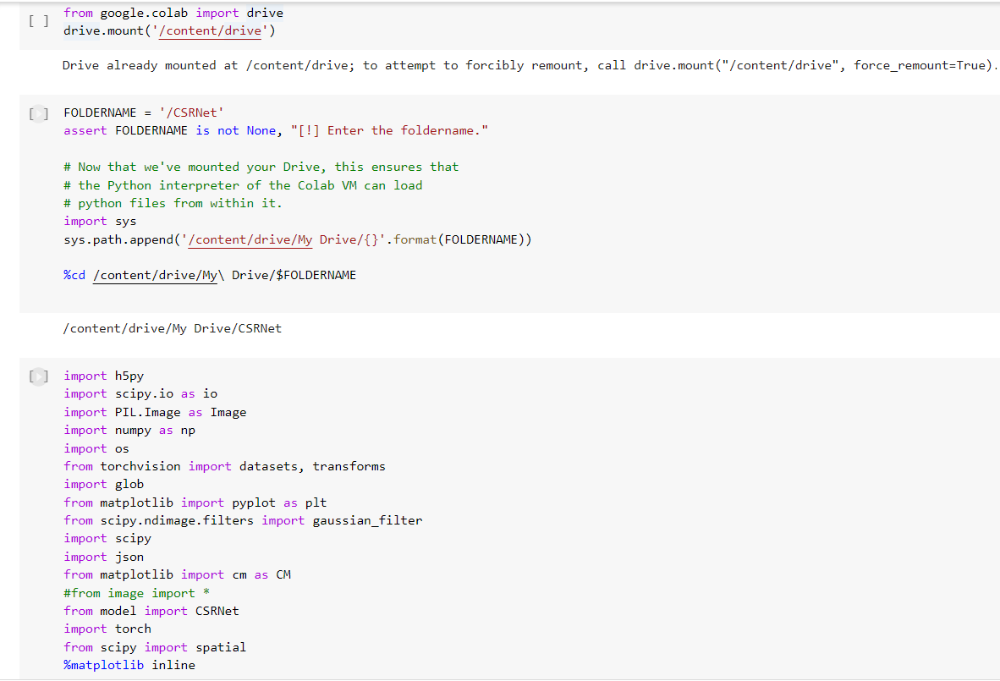 [ ] from google.colab import drive
drive.mount('/content/drive')
Drive already mounted at /content/drive; to attempt to forcibly remount, call drive.mount("/content/drive", force_remount=True).
[ ] FOLDERNAME = '/CSRNet'
assert FOLDERNAME is not None, "[!] Enter the foldername."
# Now that we've mounted your Drive, this ensures that
# the Python interpreter of the Colab VM can load
# python files from within it.
import sys
sys.path.append('/content/drive/My Drive/{}'.format(FOLDERNAME))
%cd /content/drive/My\ Drive/$FOLDERNAME
/content/drive/My Drive/CSRNet
[ ] import h5py
import scipy.io as io
import PIL.Image as Image
import numpy as np
import os
from torchvision import datasets, transforms
import glob
from matplotlib import pyplot as plt
from scipy.ndimage.filters import gaussian_filter
import scipy
import json
from matplotlib import cm as CM
#from image import *
from model import CSRNet
import torch
from scipy import spatial
%matplotlib inline